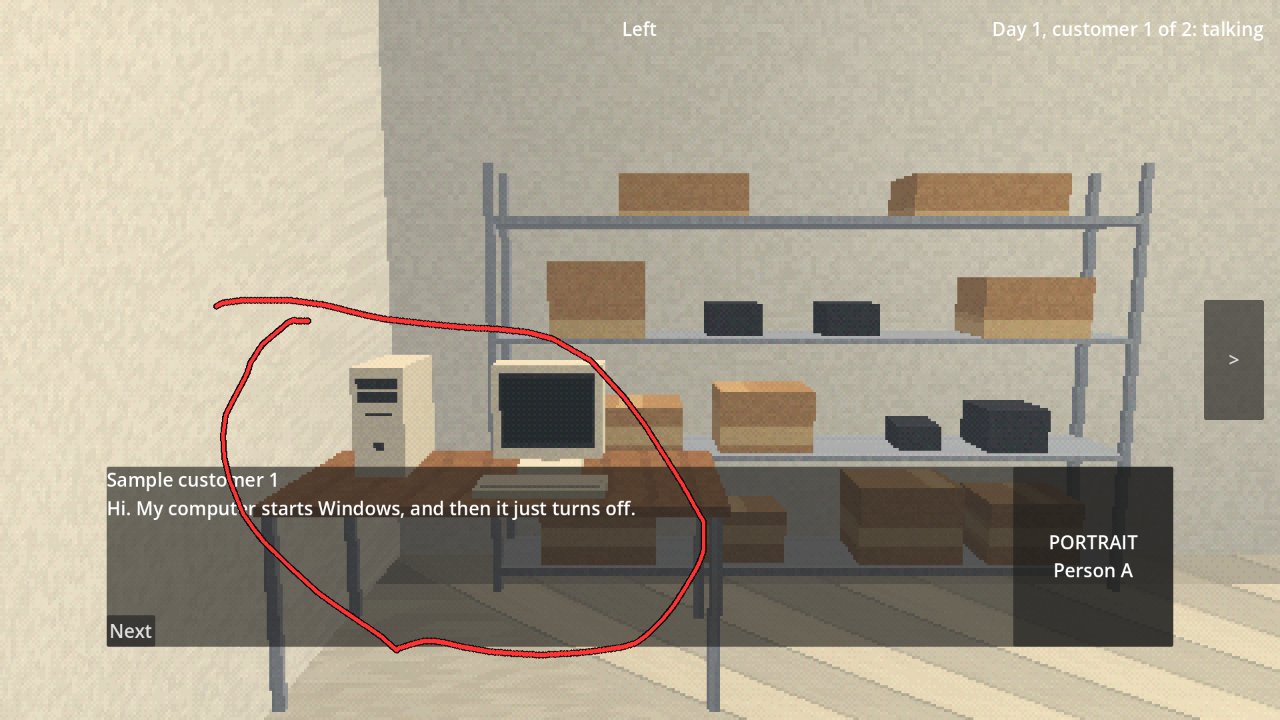 Left
Day 1, customer 1 of 2: talking
>
Sample customer 1
Hi. My computer starts Windows, and then it just turns off.
PORTRAIT
Person A
Next